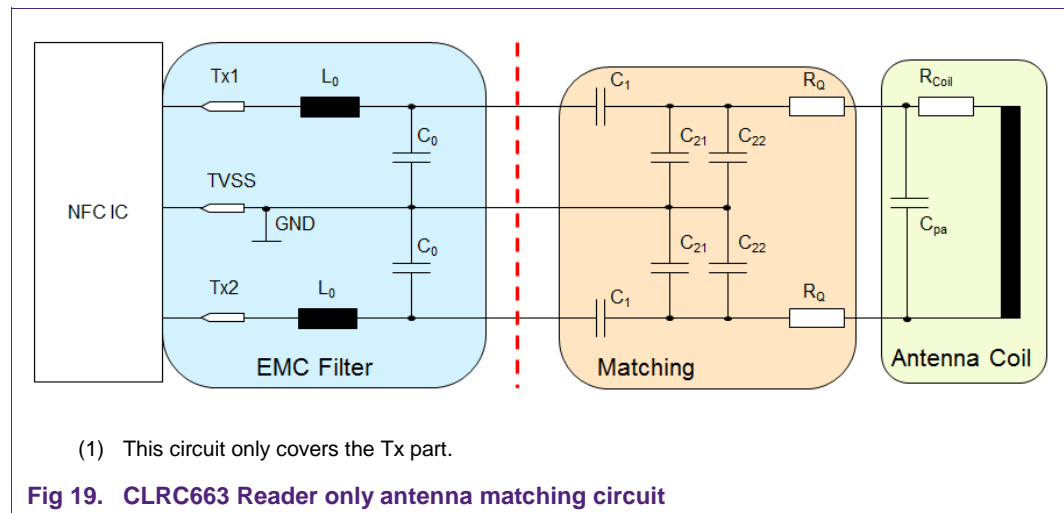 Tx1
L0
C1
RQ
RCoil
C0
C21
C22
TVSS
NFC IC
GND
Cpa
C0
C21
C22
Tx2
L0
C1
RQ
EMC Filter
Matching
Antenna Coil
(1) This circuit only covers the Tx part.
Fig 19. CLRC663 Reader only antenna matching circuit